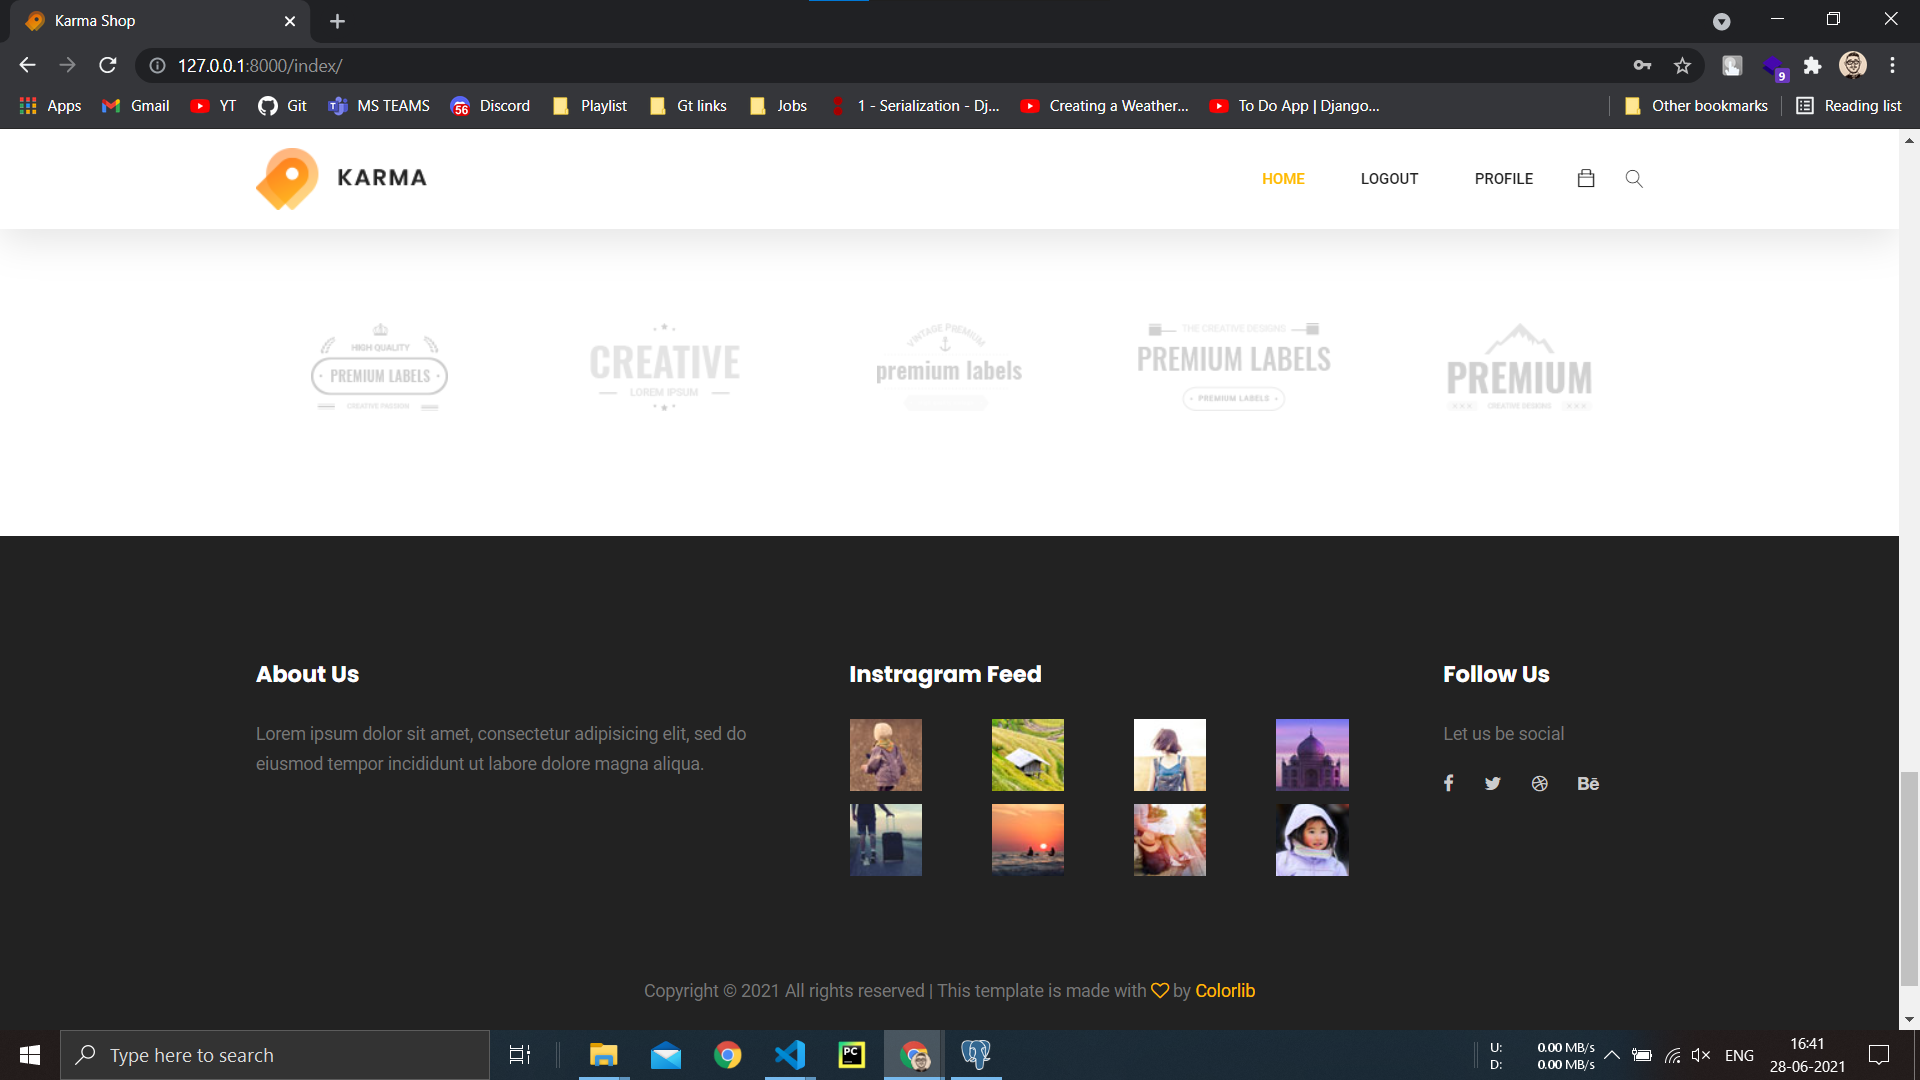 Karma Shop
127.0.0.1:8000/index/
9
Apps
Gmail
YT
Git
MS TEAMS
56
Discord
Playlist
Gt links
Jobs
1 - Serialization - Dj...
Creating a Weather...
To Do App | Django...
Other bookmarks
Reading list
KARMA
HOME
LOGOUT
PROFILE
HIGH QUALITY
PREMIUM LABELS
CREATIVE PASSION
CREATIVE
LOREM IPSUM
VINTAGE PREMIUM
premium labels
THE CREATIVE DESIGNS
PREMIUM LABELS
PREMIUM LABELS
PREMIUM
CREATIVE DESIGNS
About Us
Lorem ipsum dolor sit amet, consectetur adipisicing elit, sed do
eiusmod tempor incididunt ut labore dolore magna aliqua.
Instragram Feed
Follow Us
Let us be social
Bē
Copyright © 2021 All rights reserved | This template is made with ♡ by Colorlib
Type here to search
PC
U: 0.00 MB/s
D: 0.00 MB/s
ENG
16:41
28-06-2021